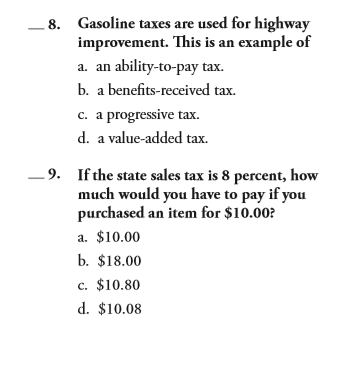 __ 8. Gasoline taxes are used for highway
improvement. This is an example of
a. an ability-to-pay tax.
b. a benefits-received tax.
c. a progressive tax.
d. a value-added tax.
__ 9. If the state sales tax is 8 percent, how
much would you have to pay if you
purchased an item for $10.00?
a. $10.00
b. $18.00
c. $10.80
d. $10.08